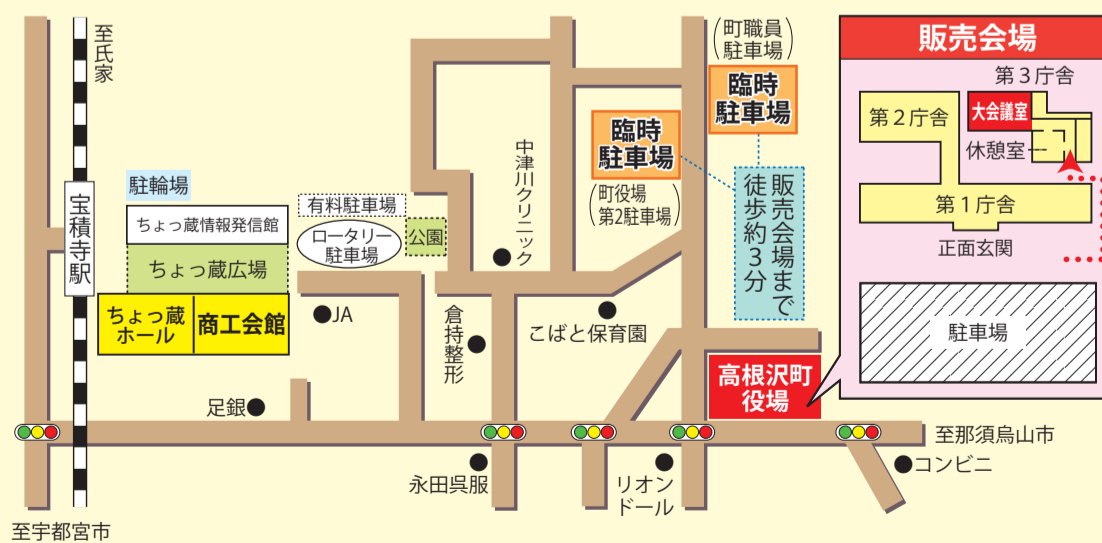 至氏家
宝積寺駅
至宇都宮市
駐輪場
ちょっ蔵情報発信館
ちょっ蔵広場
ちょっ蔵
ホール
商工会館
有料駐車場
ロータリー
駐車場
公園
JA
足銀
中津川クリニック
倉持整形
永田呉服
こばと保育園
リオン
ドール
臨時
駐車場
(町役場
第2駐車場)
(町職員
駐車場)
臨時
駐車場
販売会場まで
徒歩約3分
高根沢町
役場
至那須烏山市
コンビニ
販売会場
第3庁舎
大会議室
第2庁舎
休憩室
第1庁舎
正面玄関
駐車場